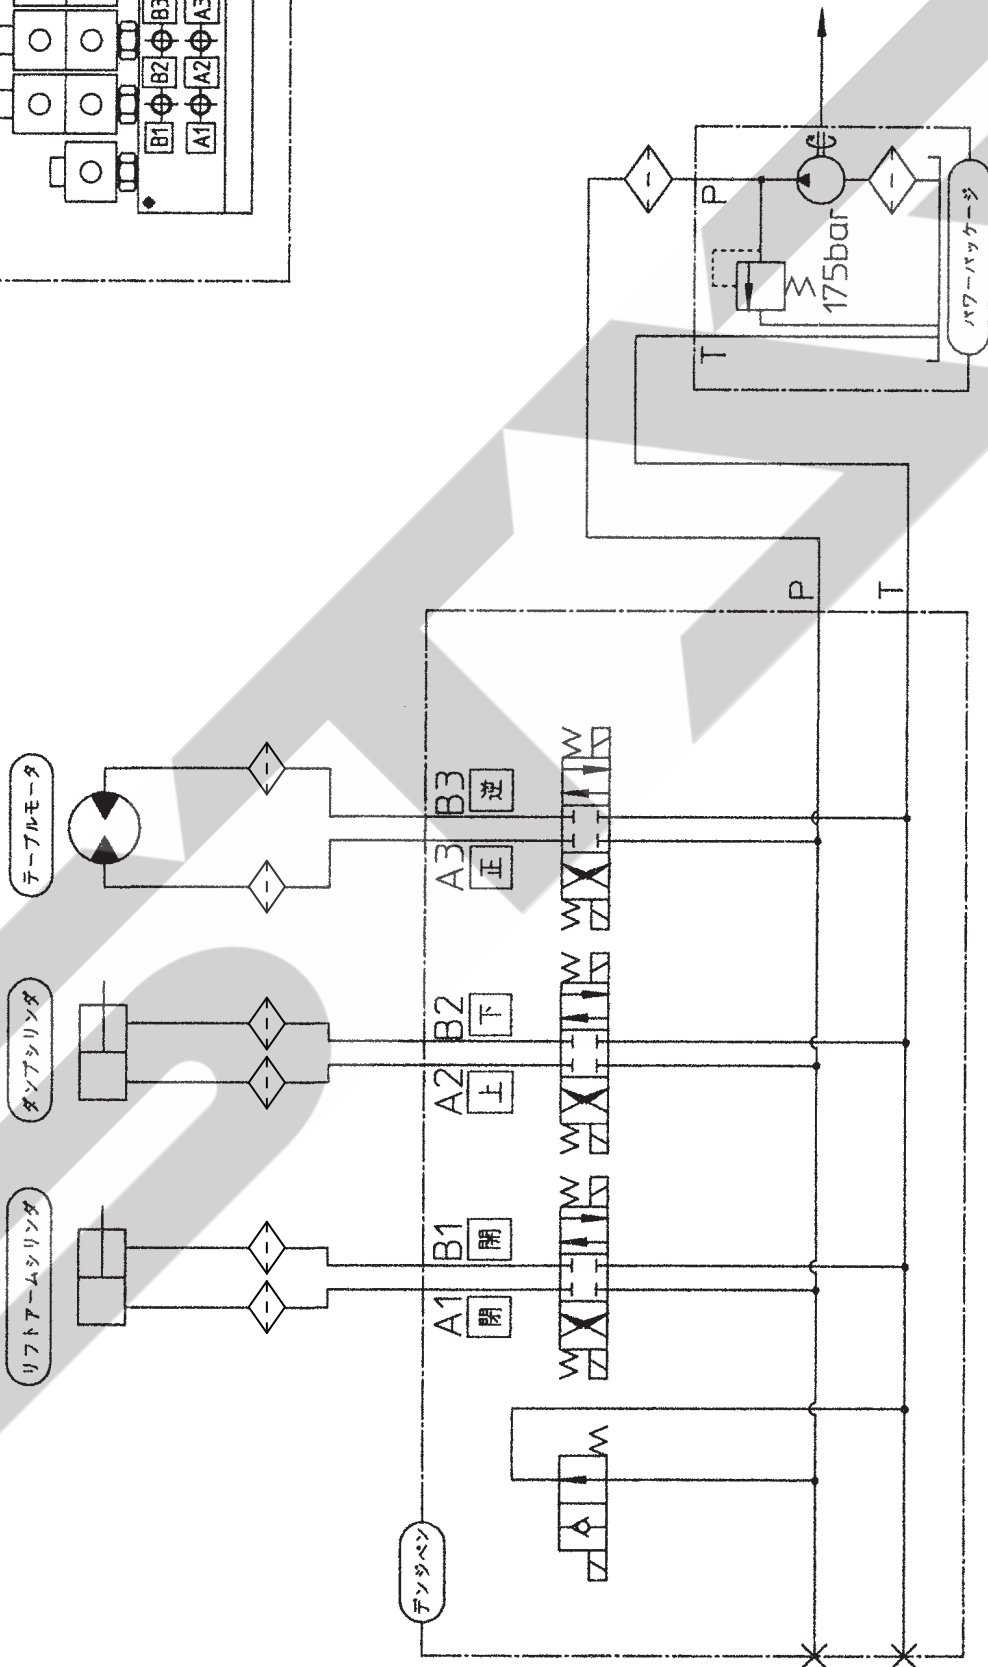 B3
A3
B2
A2
B1
A1
P
T
175bar
パワーパッケージ
P
T
テーブルモータ
B3
逆
A3
正
ダンプシリンダ
B2
下
A2
上
リフトアームシリンダ
B1
開
A1
閉
デンジベン